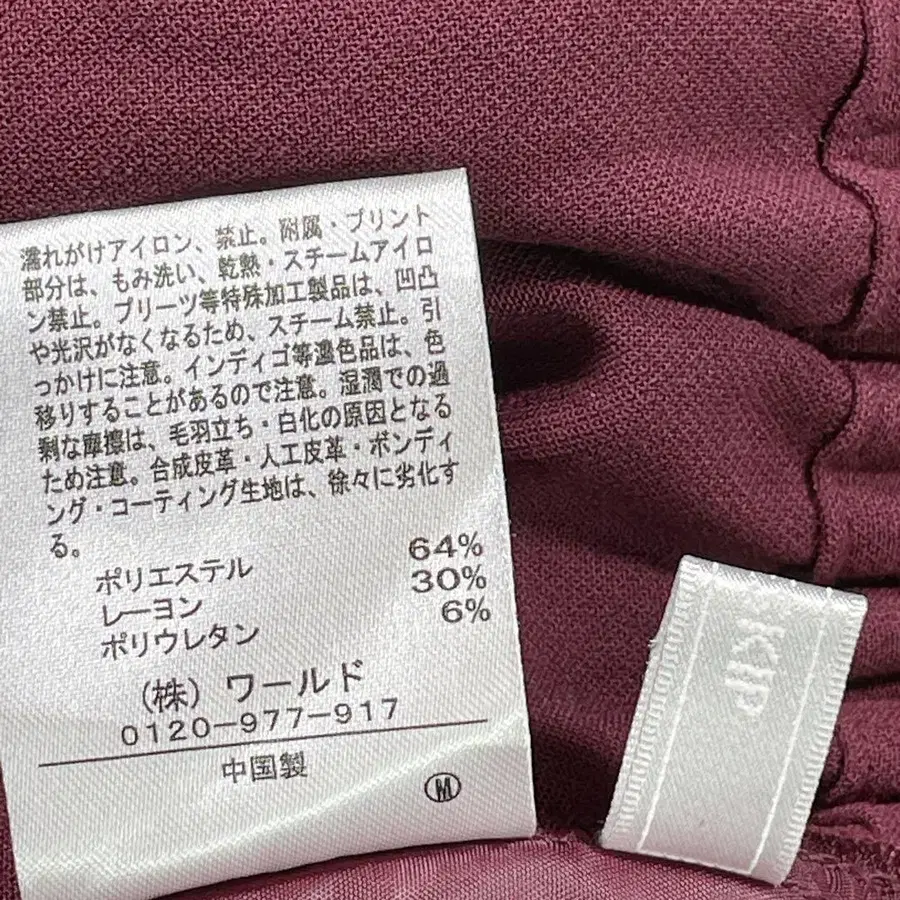 濡れがけアイロン、禁止。附属・プリント
部分は、もみ洗い、乾熱・スチームアイロ
ン禁止。プリーツ等特殊加工製品は、凹凸
や光沢がなくなるため、スチーム禁止。引
っかけに注意。インディゴ等濃色品は、色
移りすることがあるので注意。湿潤での過
剰な摩擦は、毛羽立ち・白化の原因となる
ため注意。合成皮革・人工皮革・ボンディ
ング・コーティング生地は、徐々に劣化す
る。
ポリエステル 64%
レーヨン 30%
ポリウレタン 6%
(株) ワールド
0120-977-917
中国製
M